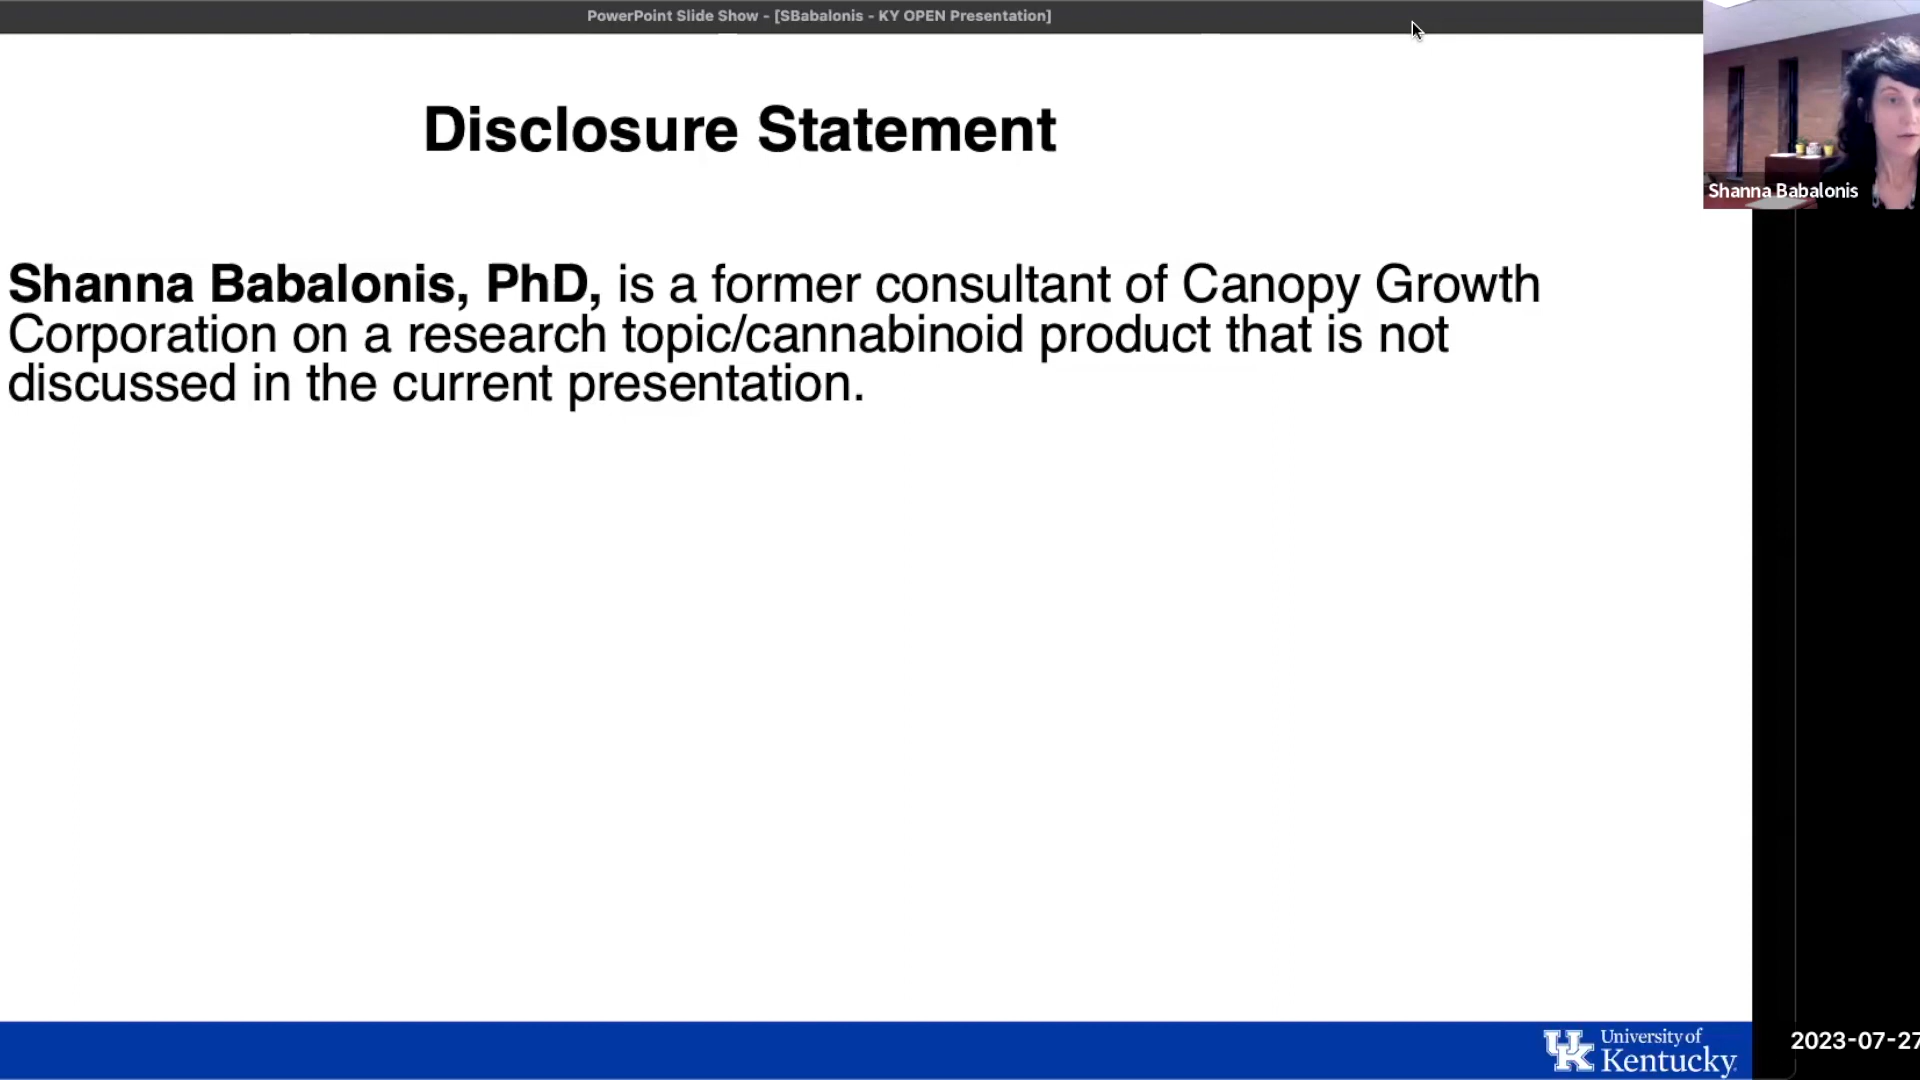 PowerPoint Slide Show - [SBabalonis - KY OPEN Presentation]
Disclosure Statement
Shanna Babalonis
Shanna Babalonis, PhD, is a former consultant of Canopy Growth
Corporation on a research topic/cannabinoid product that is not
discussed in the current presentation.
UK
University of
Kentucky
2023-07-27